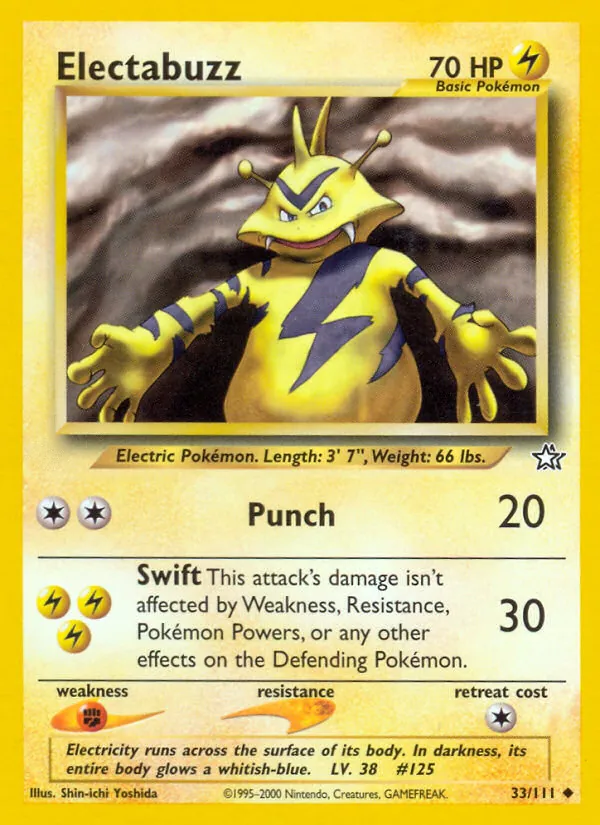 Electabuzz
70 HP
Basic Pokémon
Electric Pokémon. Length: 3' 7", Weight: 66 lbs.
Punch 20
Swift This attack's damage isn't
affected by Weakness, Resistance,
Pokémon Powers, or any other
effects on the Defending Pokémon.
30
weakness resistance retreat cost
Electricity runs across the surface of its body. In darkness, its
entire body glows a whitish-blue. LV. 38 #125
Illus. Shin-ichi Yoshida ©1995-2000 Nintendo, Creatures, GAMEFREAK. 33/111